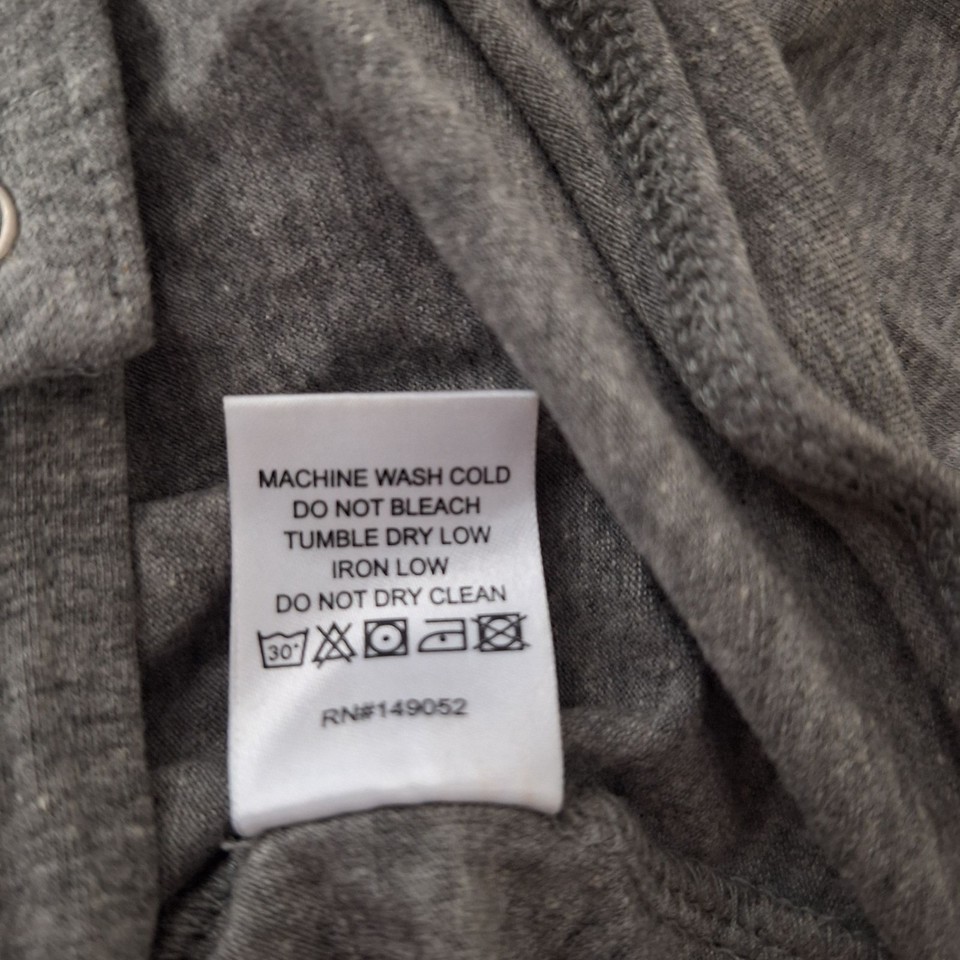 MACHINE WASH COLD
DO NOT BLEACH
TUMBLE DRY LOW
IRON LOW
DO NOT DRY CLEAN
30°
RN#149052